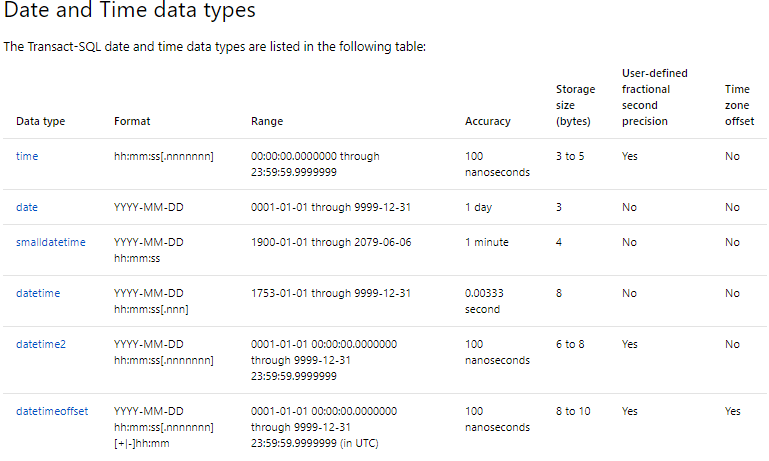 Date and Time data types
The Transact-SQL date and time data types are listed in the following table:
Data type Format Range Accuracy Storage size (bytes) User-defined fractional second precision Time zone offset
time hh:mm:ss[.nnnnnnn] 00:00:00.0000000 through 23:59:59.9999999 100 nanoseconds 3 to 5 Yes No
date YYYY-MM-DD 0001-01-01 through 9999-12-31 1 day 3 No No
smalldatetime YYYY-MM-DD hh:mm:ss 1900-01-01 through 2079-06-06 1 minute 4 No No
datetime YYYY-MM-DD hh:mm:ss[.nnn] 1753-01-01 through 9999-12-31 0.00333 second 8 No No
datetime2 YYYY-MM-DD hh:mm:ss[.nnnnnnn] 0001-01-01 00:00:00.0000000 through 9999-12-31 23:59:59.9999999 100 nanoseconds 6 to 8 Yes No
datetimeoffset YYYY-MM-DD hh:mm:ss[.nnnnnnn] [+|-]hh:mm 0001-01-01 00:00:00.0000000 through 9999-12-31 23:59:59.9999999 (in UTC) 100 nanoseconds 8 to 10 Yes Yes